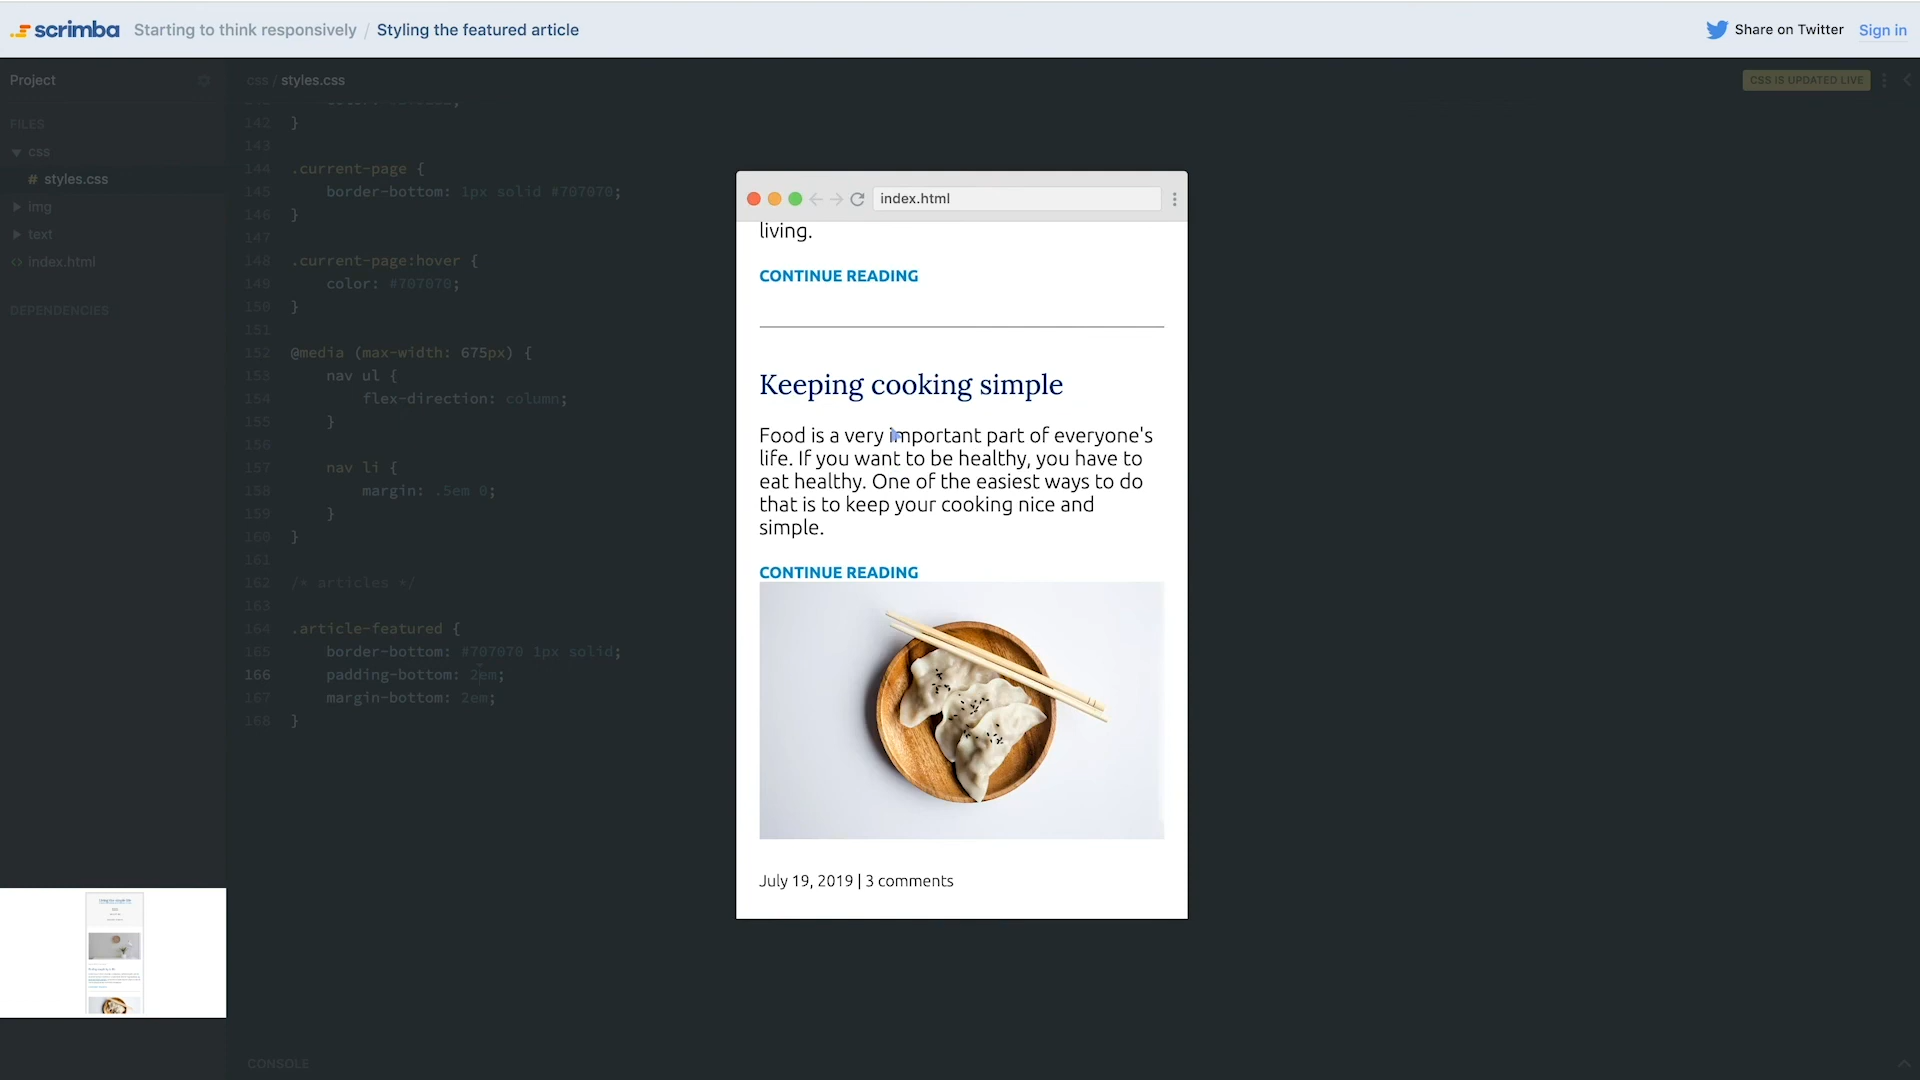 scrimba Starting to think responsively / Styling the featured article
Share on Twitter Sign in
Project
css / styles.css
CSS IS UPDATED LIVE
FILES
css
# styles.css
img
text
<> index.html
DEPENDENCIES
142 }
143
144 .current-page {
145 border-bottom: 1px solid #707070;
146 }
147
148 .current-page:hover {
149 color: #707070;
150 }
151
152 @media (max-width: 675px) {
153 nav ul {
154 flex-direction: column;
155 }
156
157 nav li {
158 margin: .5em 0;
159 }
160 }
161
162 /* articles */
163
164 .article-featured {
165 border-bottom: #707070 1px solid;
166 padding-bottom: 2em;
167 margin-bottom: 2em;
168 }
index.html
living.
CONTINUE READING
Keeping cooking simple
Food is a very important part of everyone's
life. If you want to be healthy, you have to
eat healthy. One of the easiest ways to do
that is to keep your cooking nice and
simple.
CONTINUE READING
July 19, 2019 | 3 comments
CONSOLE